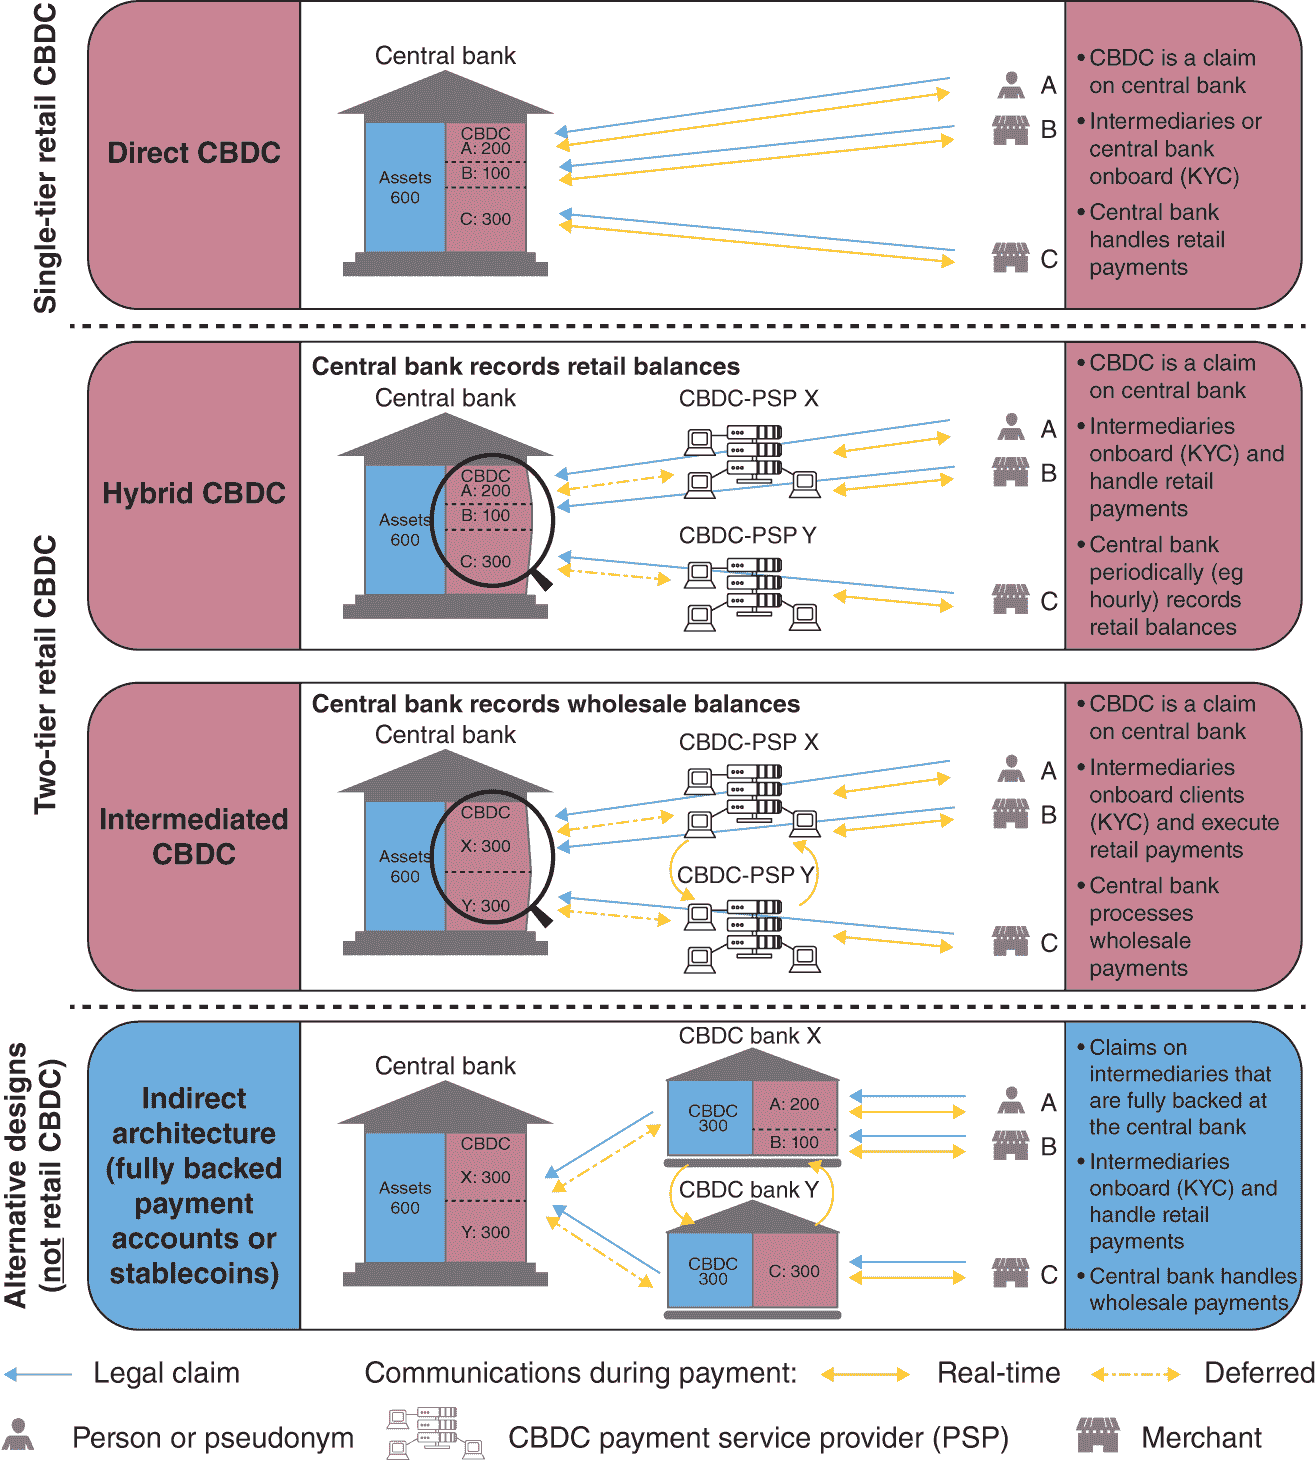 Single-tier retail CBDC
Direct CBDC
Central bank
Assets
600
CBDC
A: 200
B: 100
C: 300
A
B
C
• CBDC is a claim
on central bank
• Intermediaries or
central bank
onboard (KYC)
• Central bank
handles retail
payments
Two-tier retail CBDC
Hybrid CBDC
Central bank records retail balances
Central bank
Assets
600
CBDC
A: 200
B: 100
C: 300
CBDC-PSP X
CBDC-PSP Y
A
B
C
• CBDC is a claim
on central bank
• Intermediaries
onboard (KYC) and
handle retail
payments
• Central bank
periodically (eg
hourly) records
retail balances
Intermediated
CBDC
Central bank records wholesale balances
Central bank
Assets
600
CBDC
X: 300
Y: 300
CBDC-PSP X
CBDC-PSP Y
A
B
C
• CBDC is a claim
on central bank
• Intermediaries
onboard clients
(KYC) and execute
retail payments
• Central bank
processes
wholesale
payments
Alternative designs
(not retail CBDC)
Indirect
architecture
(fully backed
payment
accounts or
stablecoins)
Central bank
Assets
600
CBDC
X: 300
Y: 300
CBDC bank X
CBDC
300
A: 200
B: 100
CBDC bank Y
CBDC
300
C: 300
A
B
C
• Claims on
intermediaries that
are fully backed at
the central bank
• Intermediaries
onboard (KYC) and
handle retail
payments
• Central bank handles
wholesale payments
Legal claim
Communications during payment:
Real-time
Deferred
Person or pseudonym
CBDC payment service provider (PSP)
Merchant